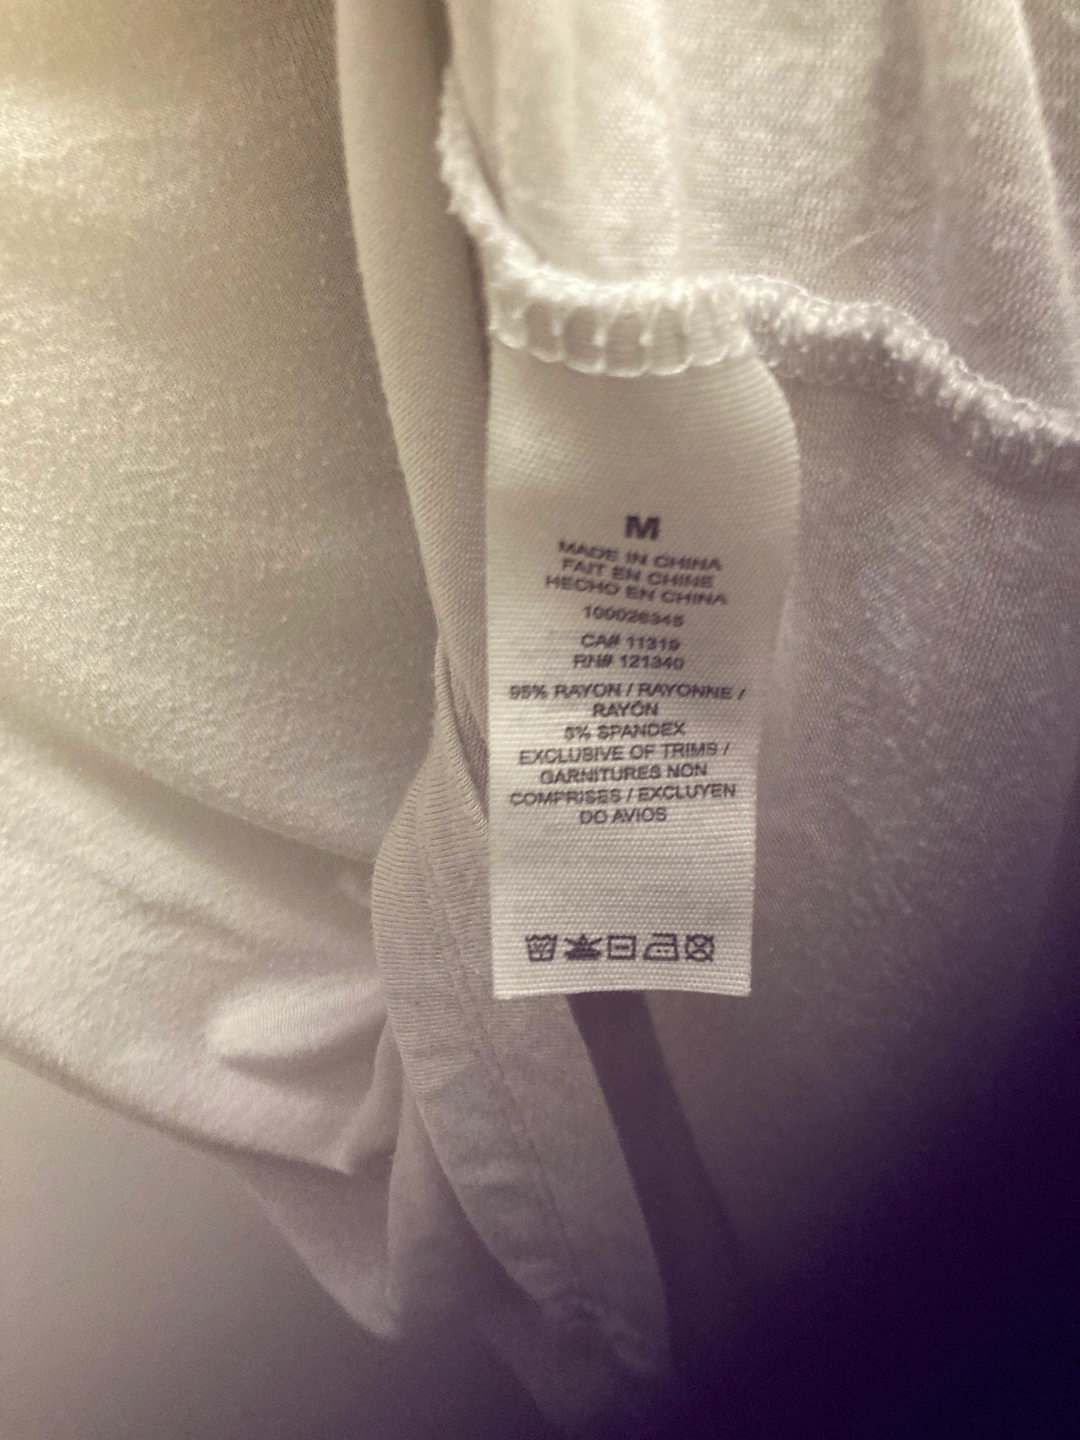 M
MADE IN CHINA
FAIT EN CHINE
HECHO EN CHINA
100026345
CA# 11319
RN# 121340
95% RAYON / RAYONNE /
RAYÓN
5% SPANDEX
EXCLUSIVE OF TRIMS /
GARNITURES NON
COMPRISES / EXCLUYEN
DO AVIOS